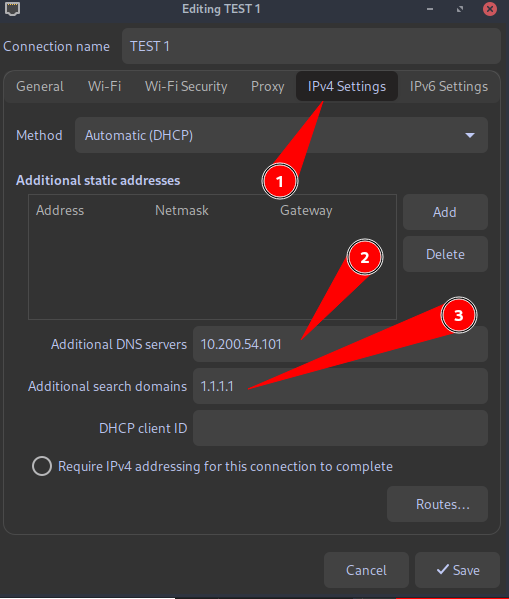 Editing TEST 1
Connection name TEST 1
General Wi-Fi Wi-Fi Security Proxy IPv4 Settings IPv6 Settings
Method Automatic (DHCP)
1
Additional static addresses
Address Netmask Gateway
Add
Delete
2
3
Additional DNS servers 10.200.54.101
Additional search domains 1.1.1.1
DHCP client ID
Require IPv4 addressing for this connection to complete
Routes...
Cancel Save